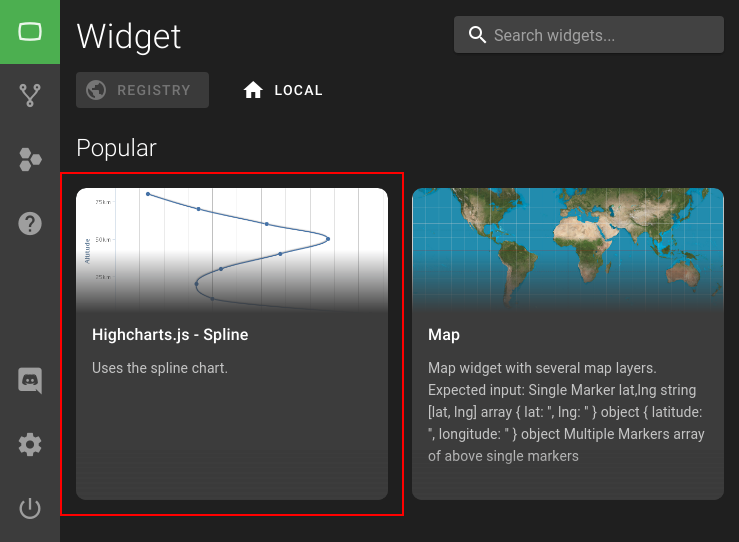 Widget
Search widgets...
REGISTRY
LOCAL
Popular
75km
50km
25km
Altitude
Highcharts.js - Spline
Uses the spline chart.
Map
Map widget with several map layers.
Expected input: Single Marker lat,lng string
[lat, lng] array { lat: '', lng: '' } object { latitude:
'', longitude: '' } object Multiple Markers array
of above single markers